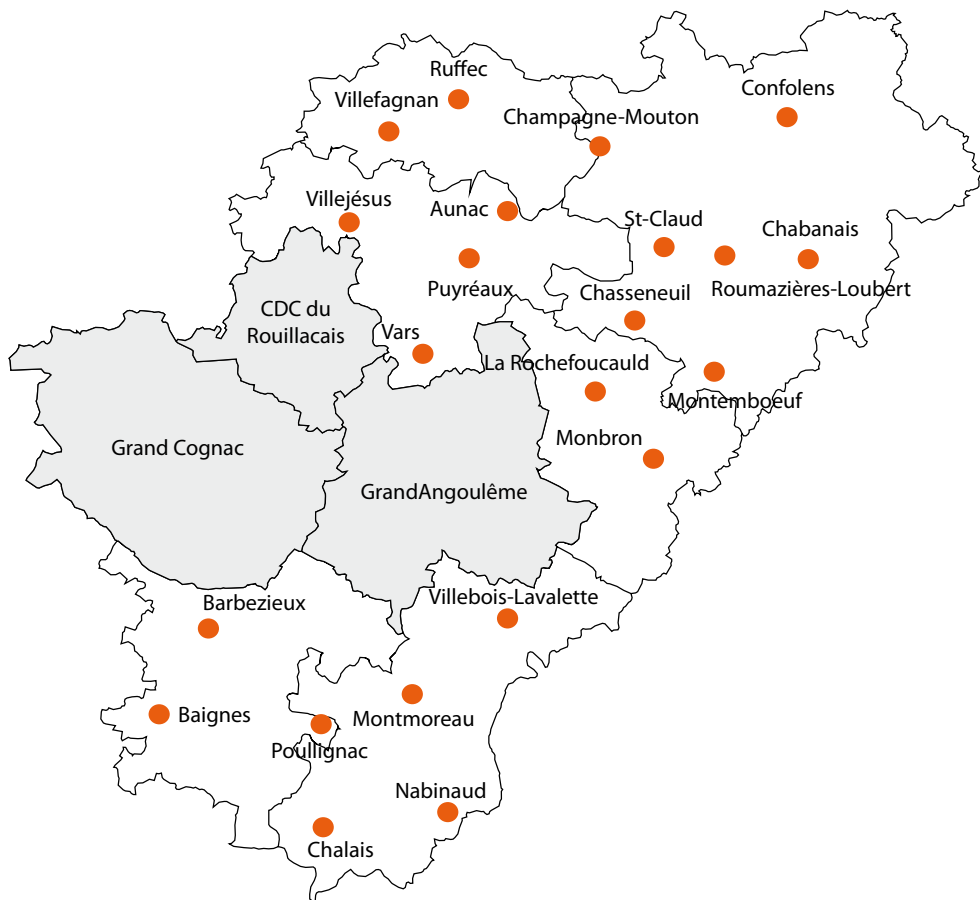 Ruffec
Villefagnan
Confolens
Champagne-Mouton
Villejésus
Aunac
St-Claud
Chabanais
Puyréaux
Chasseneuil
Roumazières-Loubert
CDC du
Rouillacais
Vars
La Rochefoucauld
Montemboeuf
Monbron
Grand Cognac
GrandAngoulême
Barbezieux
Villebois-Lavalette
Baignes
Montmoreau
Poullignac
Nabinaud
Chalais